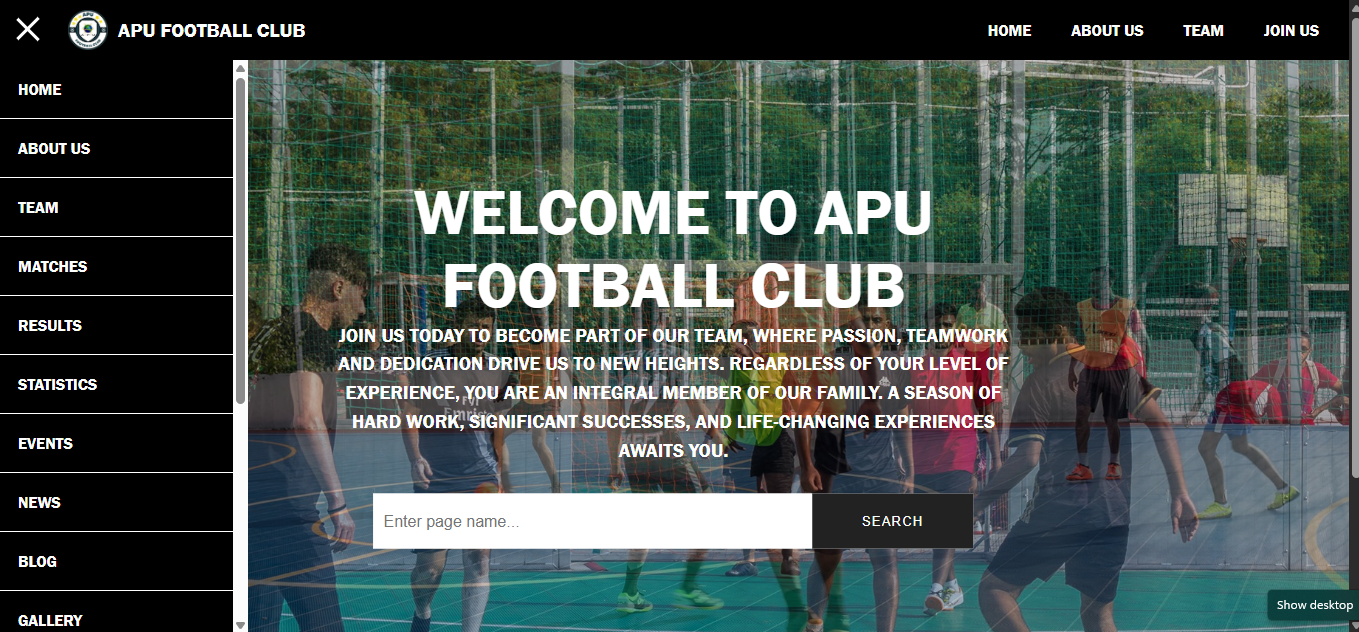 APU FOOTBALL CLUB
HOME
ABOUT US
TEAM
JOIN US
HOME
ABOUT US
TEAM
MATCHES
RESULTS
STATISTICS
EVENTS
NEWS
BLOG
GALLERY
WELCOME TO APU
FOOTBALL CLUB
JOIN US TODAY TO BECOME PART OF OUR TEAM, WHERE PASSION, TEAMWORK
AND DEDICATION DRIVE US TO NEW HEIGHTS. REGARDLESS OF YOUR LEVEL OF
EXPERIENCE, YOU ARE AN INTEGRAL MEMBER OF OUR FAMILY. A SEASON OF
HARD WORK, SIGNIFICANT SUCCESSES, AND LIFE-CHANGING EXPERIENCES
AWAITS YOU.
Enter page name...
SEARCH
Show desktop